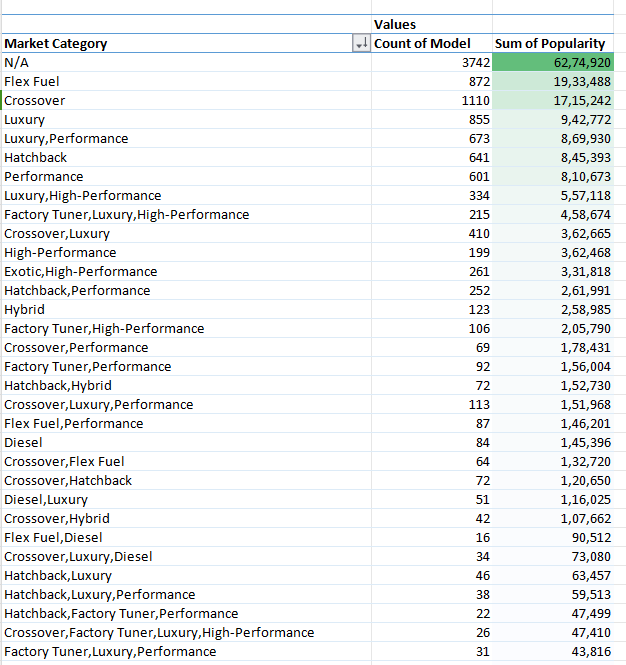 Values
Market Category Count of Model Sum of Popularity
N/A 3742 62,74,920
Flex Fuel 872 19,33,488
Crossover 1110 17,15,242
Luxury 855 9,42,772
Luxury,Performance 673 8,69,930
Hatchback 641 8,45,393
Performance 601 8,10,673
Luxury,High-Performance 334 5,57,118
Factory Tuner,Luxury,High-Performance 215 4,58,674
Crossover,Luxury 410 3,62,665
High-Performance 199 3,62,468
Exotic,High-Performance 261 3,31,818
Hatchback,Performance 252 2,61,991
Hybrid 123 2,58,985
Factory Tuner,High-Performance 106 2,05,790
Crossover,Performance 69 1,78,431
Factory Tuner,Performance 92 1,56,004
Hatchback,Hybrid 72 1,52,730
Crossover,Luxury,Performance 113 1,51,968
Flex Fuel,Performance 87 1,46,201
Diesel 84 1,45,396
Crossover,Flex Fuel 64 1,32,720
Crossover,Hatchback 72 1,20,650
Diesel,Luxury 51 1,16,025
Crossover,Hybrid 42 1,07,662
Flex Fuel,Diesel 16 90,512
Crossover,Luxury,Diesel 34 73,080
Hatchback,Luxury 46 63,457
Hatchback,Luxury,Performance 38 59,513
Hatchback,Factory Tuner,Performance 22 47,499
Crossover,Factory Tuner,Luxury,High-Performance 26 47,410
Factory Tuner,Luxury,Performance 31 43,816